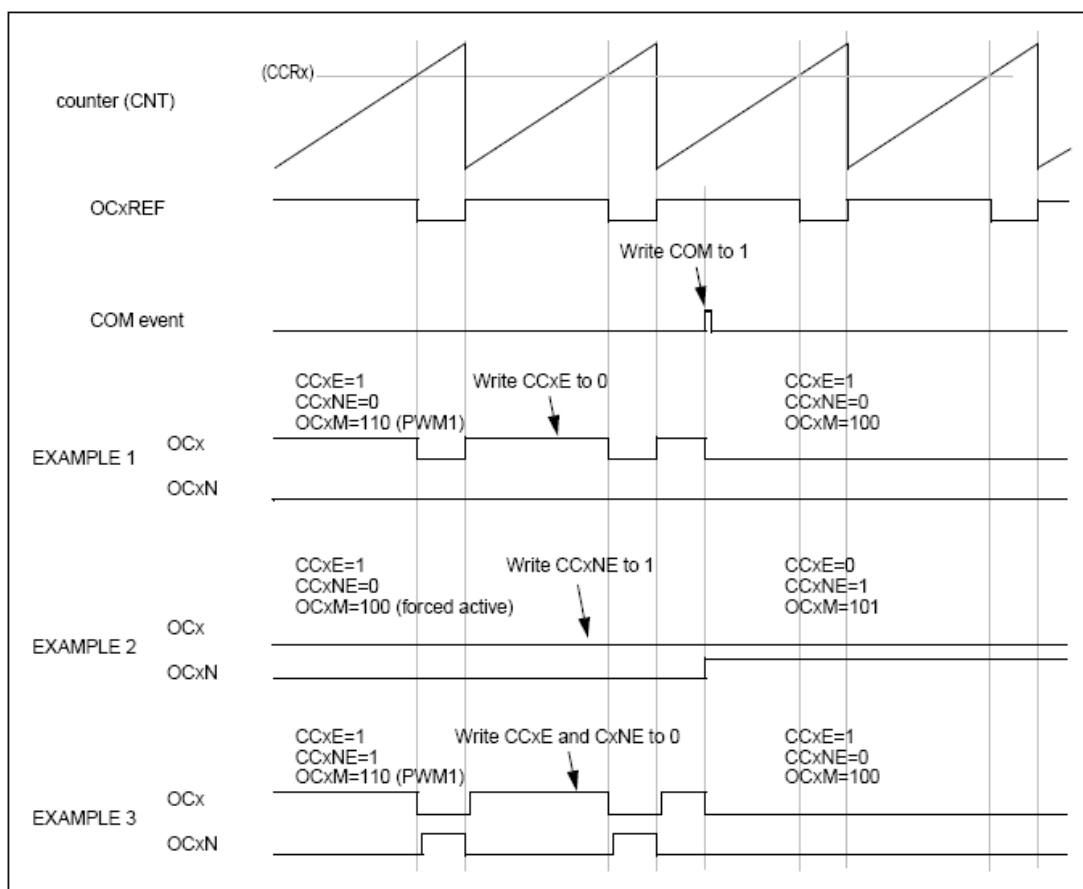 (CCRx)
counter (CNT)
OCxREF
Write COM to 1
COM event
CCxE=1
CCxNE=0
OCxM=110 (PWM1)
Write CCxE to 0
CCxE=1
CCxNE=0
OCxM=100
OCx
EXAMPLE 1
OCxN
CCxE=1
CCxNE=0
OCxM=100 (forced active)
Write CCxNE to 1
CCxE=0
CCxNE=1
OCxM=101
OCx
EXAMPLE 2
OCxN
CCxE=1
CCxNE=1
OCxM=110 (PWM1)
Write CCxE and CxNE to 0
CCxE=1
CCxNE=0
OCxM=100
OCx
EXAMPLE 3
OCxN